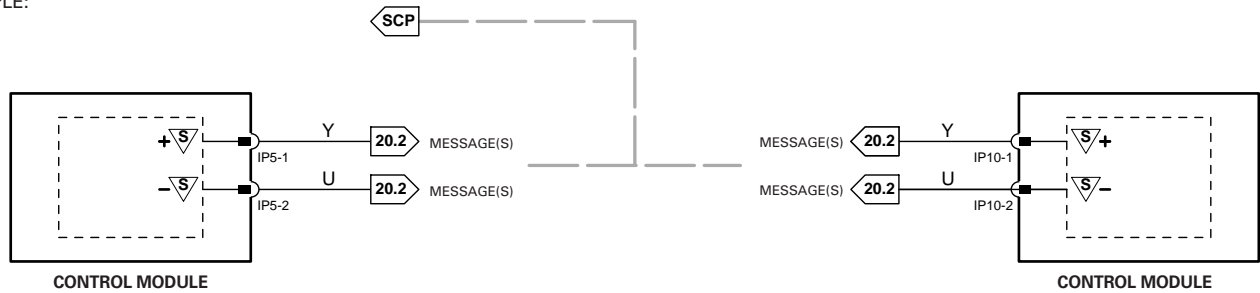 PLE:
SCP
+ S Y 20.2 MESSAGE(S)
IP5-1
– S U 20.2 MESSAGE(S)
IP5-2
CONTROL MODULE
MESSAGE(S) 20.2 Y S +
IP10-1
MESSAGE(S) 20.2 U S –
IP10-2
CONTROL MODULE